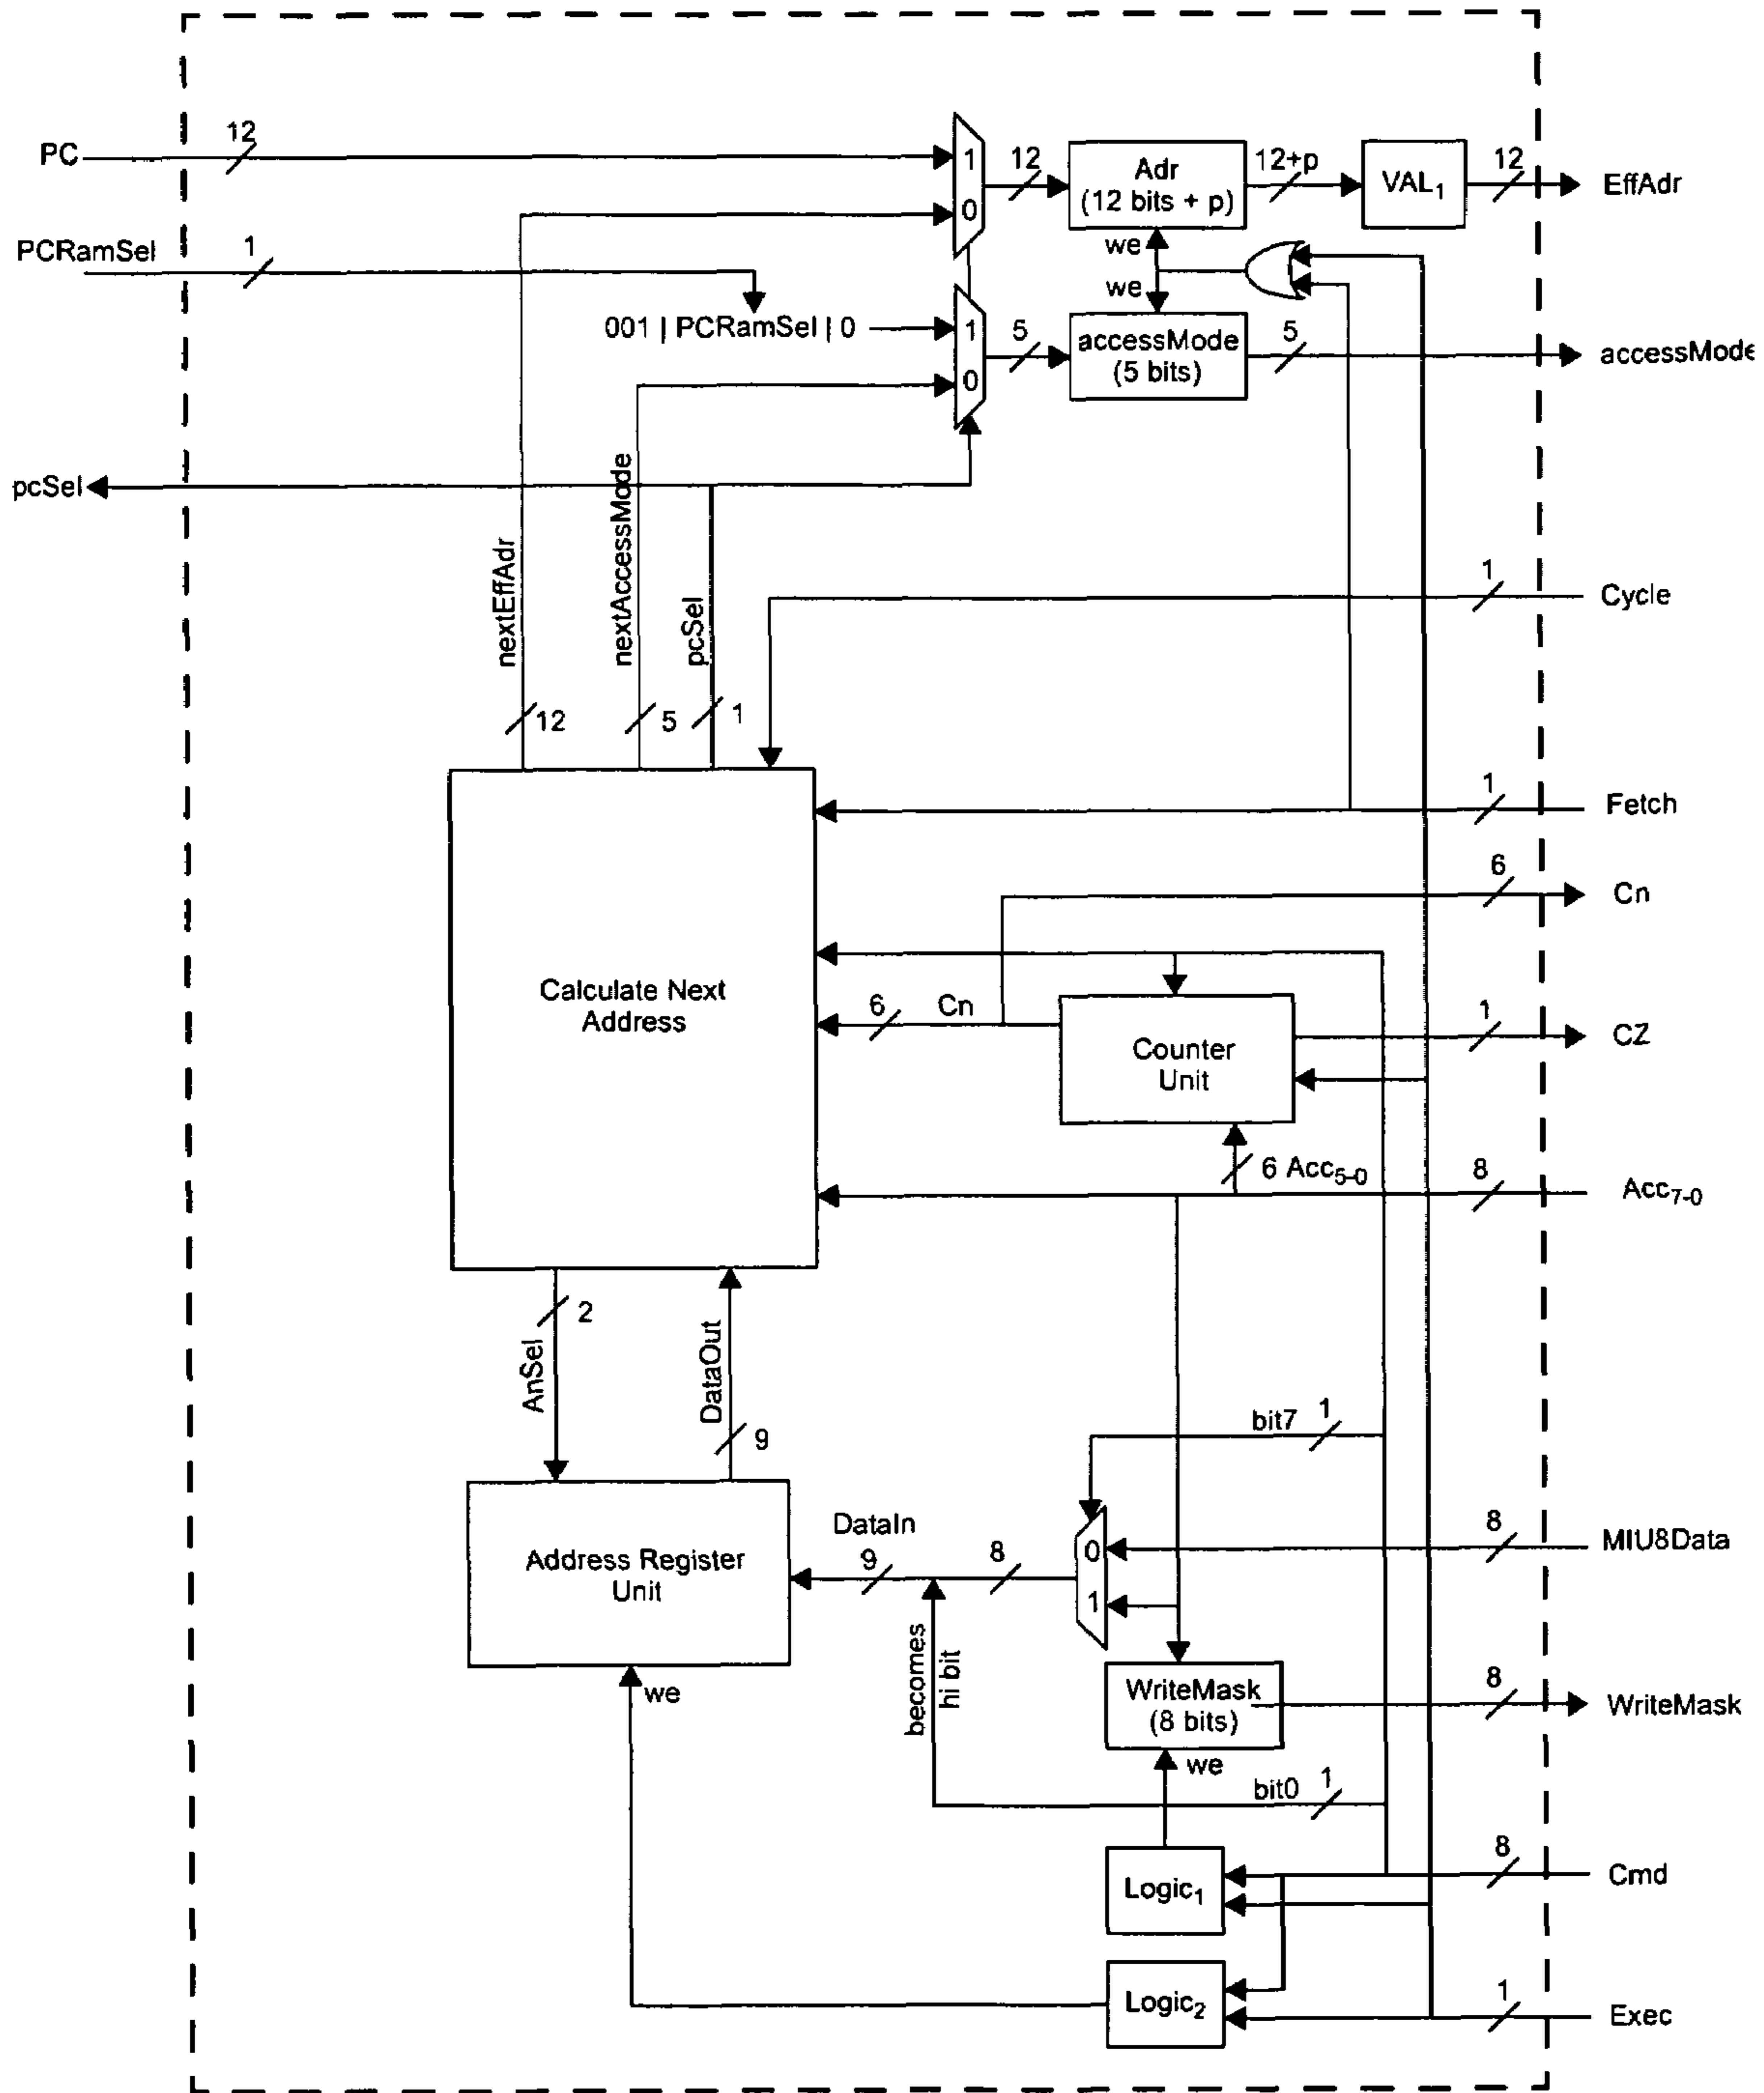 PC
12
1
0
12
Adr
(12 bits + p)
12+p
VAL1
12
EffAdr
PCRamSel
1
we
we
001 | PCRamSel | 0
1
0
5
accessMode
(5 bits)
5
accessMode
pcSel
nextEffAdr
nextAccessMode
pcSel
1
Cycle
12
5
1
1
Fetch
6
Cn
Calculate Next
Address
6
Cn
Counter
Unit
1
CZ
6 Acc5-0
8
Acc7-0
2
AnSel
DataOut
9
bit7
1
DataIn
9
8
0
1
8
MIU8Data
Address Register
Unit
we
becomes
hi bit
WriteMask
(8 bits)
8
WriteMask
we
bit0
1
Logic1
8
Cmd
Logic2
1
Exec